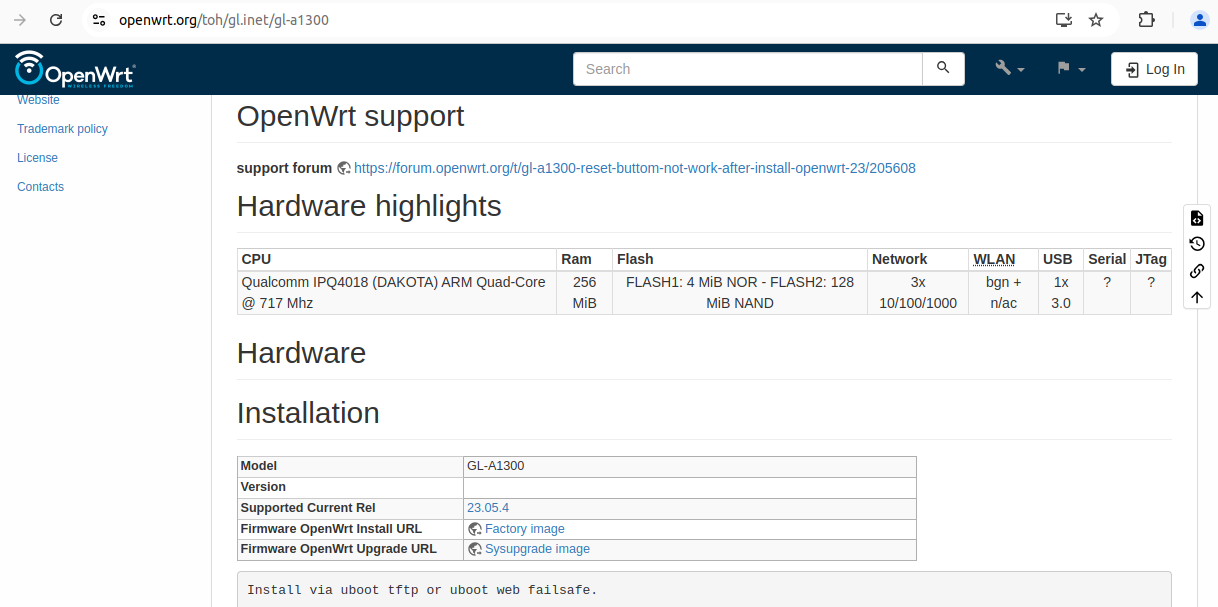 openwrt.org/toh/gl.inet/gl-a1300
OpenWrt
WIRELESS FREEDOM
Search
Log In
Website
Trademark policy
License
Contacts
OpenWrt support
support forum https://forum.openwrt.org/t/gl-a1300-reset-buttom-not-work-after-install-openwrt-23/205608
Hardware highlights
CPU Ram Flash Network WLAN USB Serial JTag
Qualcomm IPQ4018 (DAKOTA) ARM Quad-Core 256 FLASH1: 4 MiB NOR - FLASH2: 128 3x bgn + 1x ? ?
@ 717 Mhz MiB MiB NAND 10/100/1000 n/ac 3.0
Hardware
Installation
Model GL-A1300
Version
Supported Current Rel 23.05.4
Firmware OpenWrt Install URL Factory image
Firmware OpenWrt Upgrade URL Sysupgrade image
Install via uboot tftp or uboot web failsafe.